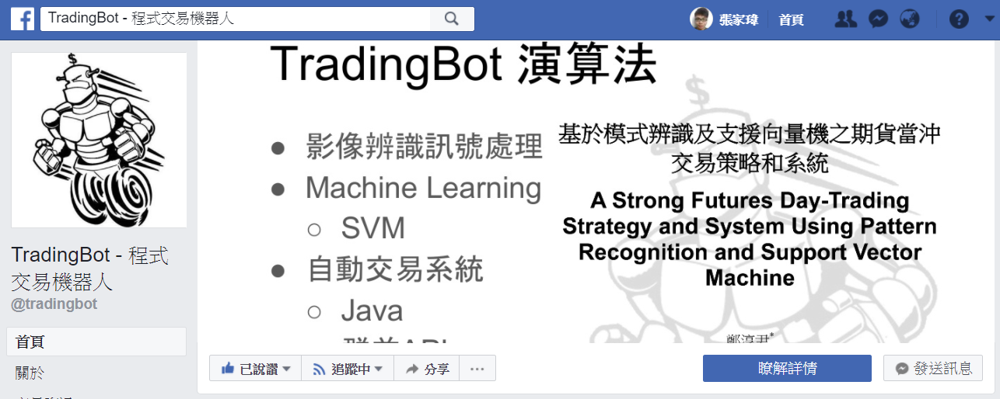 TradingBot - 程式交易機器人
張家瑋
首頁
TradingBot 演算法
● 影像辨識訊號處理
● Machine Learning
○ SVM
● 自動交易系統
○ Java
基於模式辨識及支援向量機之期貨當沖
交易策略和系統
A Strong Futures Day-Trading
Strategy and System Using Pattern
Recognition and Support Vector
Machine
TradingBot - 程式
交易機器人
@tradingbot
首頁
關於
已說讚
追蹤中
分享
瞭解詳情
發送訊息